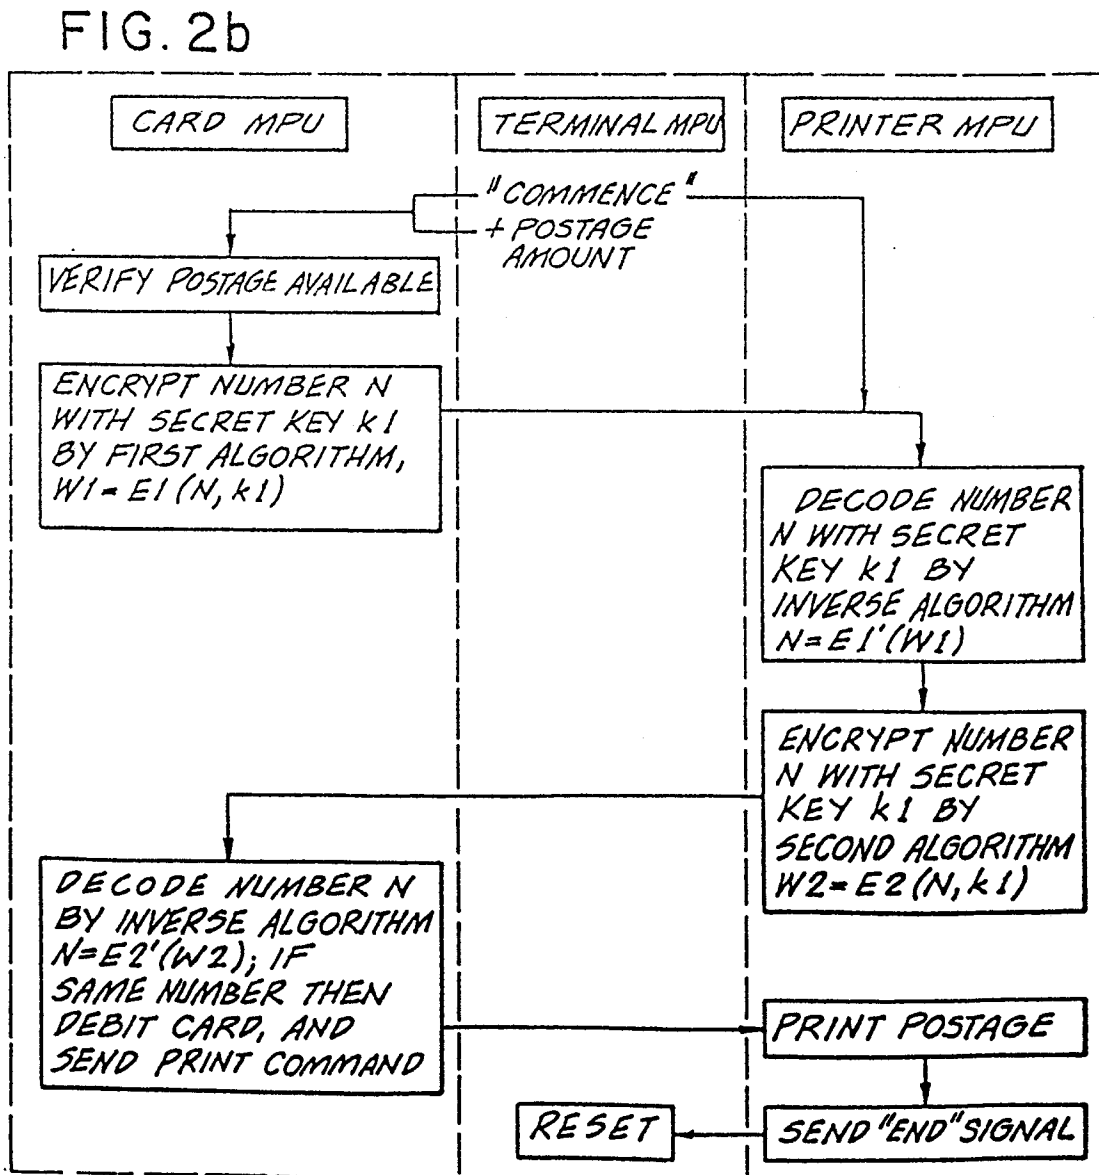 FIG. 2b
CARD MPU
TERMINAL MPU
PRINTER MPU
"COMMENCE"
+ POSTAGE
AMOUNT
VERIFY POSTAGE AVAILABLE
ENCRYPT NUMBER N
WITH SECRET KEY k1
BY FIRST ALGORITHM,
W1=E1(N,k1)
DECODE NUMBER
N WITH SECRET
KEY k1 BY
INVERSE ALGORITHM
N=E1'(W1)
ENCRYPT NUMBER
N WITH SECRET
KEY k1 BY
SECOND ALGORITHM
W2=E2(N,k1)
DECODE NUMBER N
BY INVERSE ALGORITHM
N=E2'(W2); IF
SAME NUMBER THEN
DEBIT CARD, AND
SEND PRINT COMMAND
PRINT POSTAGE
RESET
SEND "END" SIGNAL